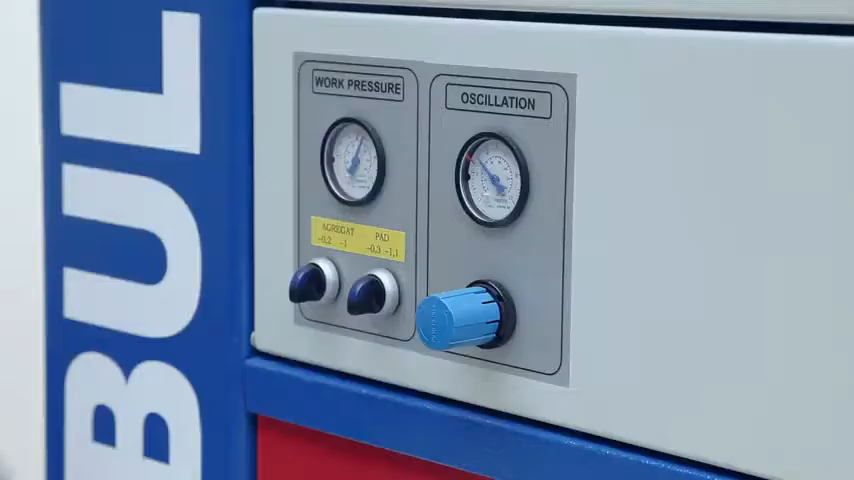 BUL
WORK PRESSURE
OSCILLATION
AGREGAT PAD
-0,2 -1 -0,3 -1,1